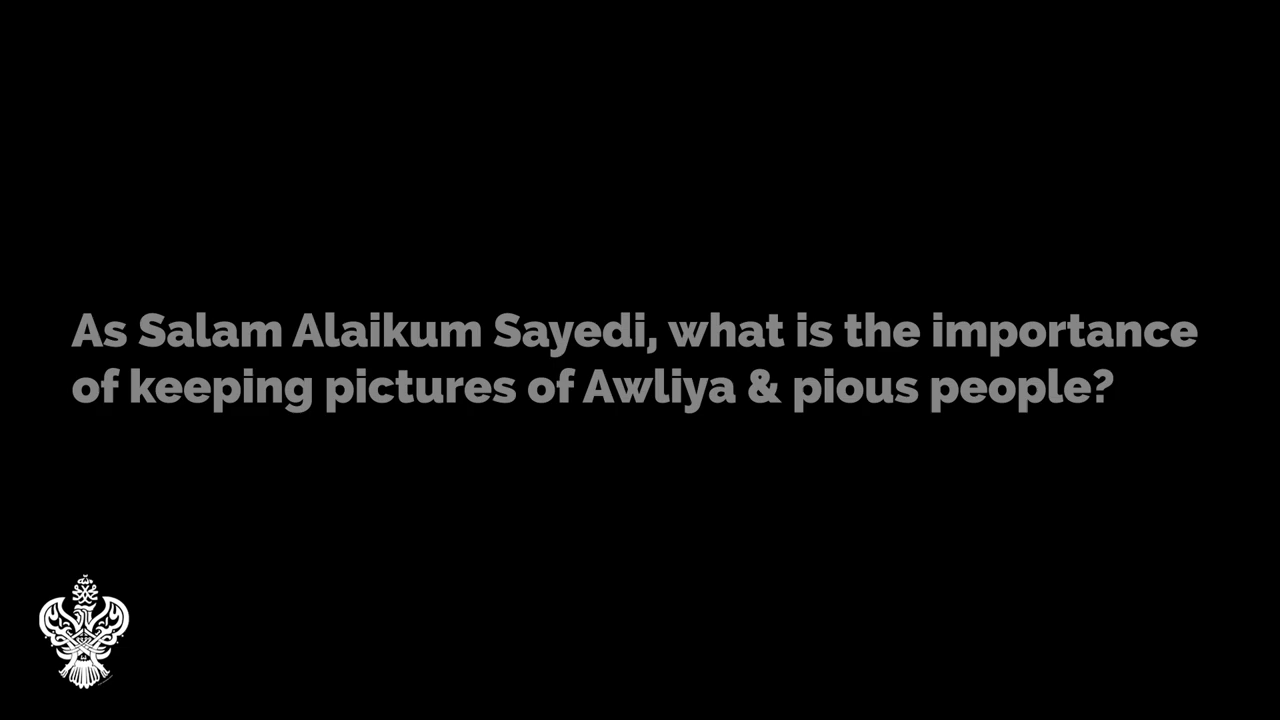 As Salam Alaikum Sayedi, what is the importance
of keeping pictures of Awliya & pious people?